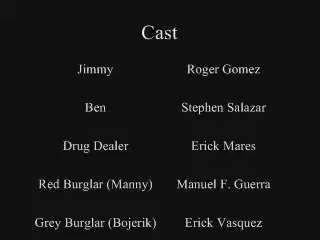 Cast
Jimmy Roger Gomez
Ben Stephen Salazar
Drug Dealer Erick Mares
Red Burglar (Manny) Manuel F. Guerra
Grey Burglar (Bojerik) Erick Vasquez